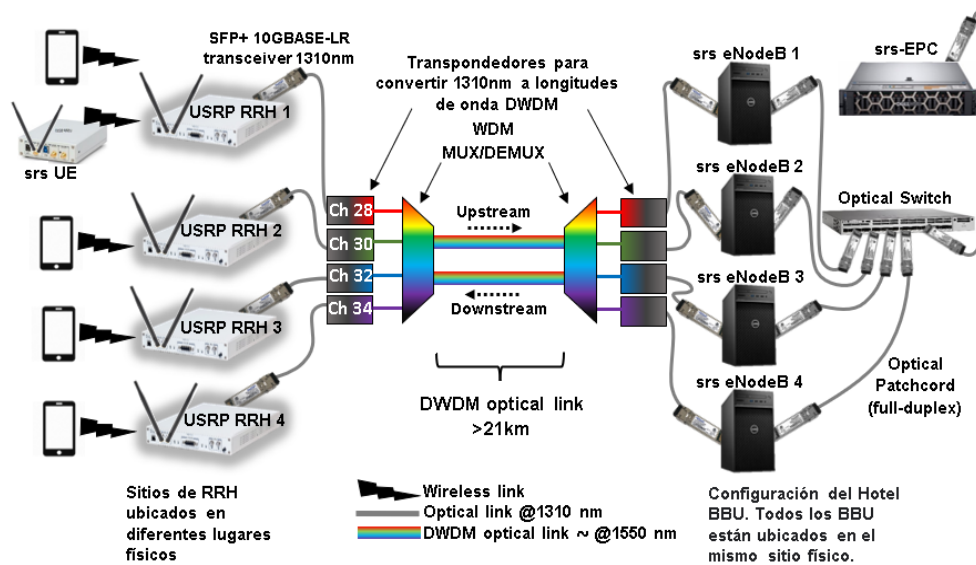 SFP+ 10GBASE-LR
transceiver 1310nm
USRP RRH 1
srs UE
USRP RRH 2
USRP RRH 3
USRP RRH 4
Sitios de RRH
ubicados en
diferentes lugares
físicos
Transpondedores para
convertir 1310nm a longitudes
de onda DWDM
WDM
MUX/DEMUX
Ch 28
Ch 30
Ch 32
Ch 34
Upstream
Downstream
DWDM optical link
>21km
Wireless link
Optical link @1310 nm
DWDM optical link ~ @1550 nm
srs eNodeB 1
srs eNodeB 2
srs eNodeB 3
srs eNodeB 4
srs-EPC
Optical Switch
Optical
Patchcord
(full-duplex)
Configuración del Hotel
BBU. Todos los BBU
están ubicados en el
mismo sitio físico.